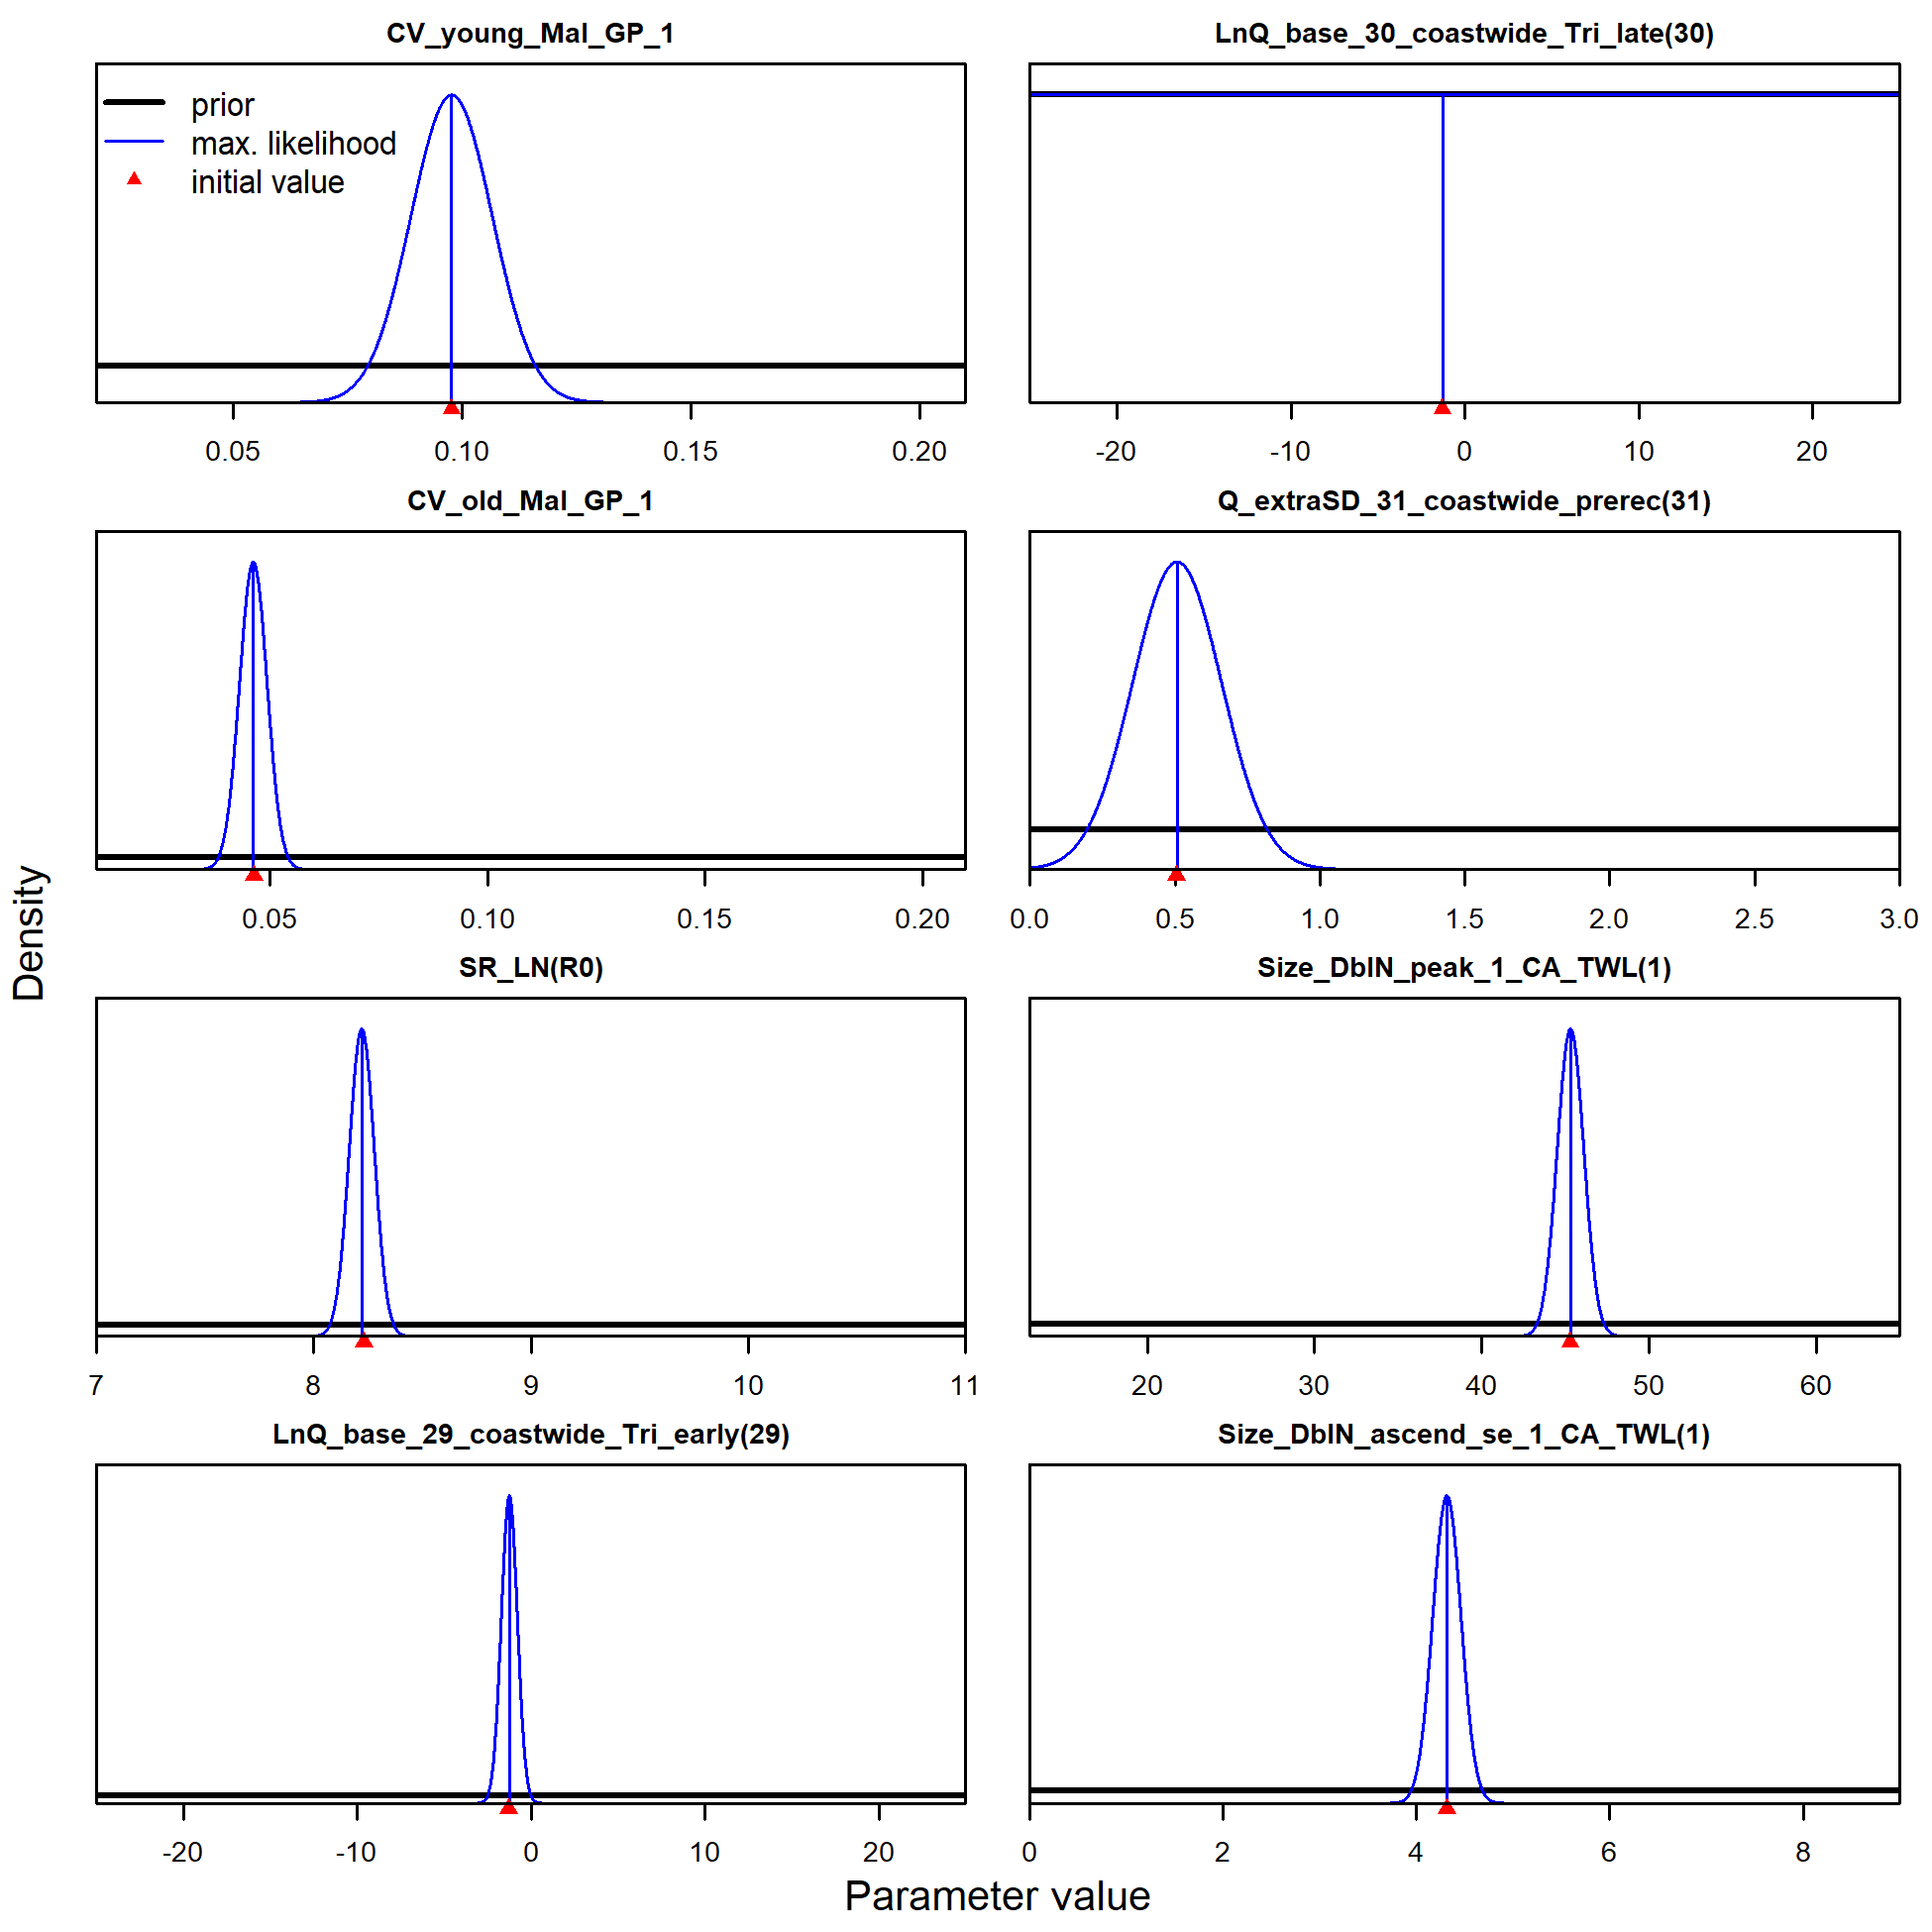 CV_young_Mal_GP_1
prior
max. likelihood
initial value
0.05 0.10 0.15 0.20
LnQ_base_30_coastwide_Tri_late(30)
-20 -10 0 10 20
CV_old_Mal_GP_1
0.05 0.10 0.15 0.20
Q_extraSD_31_coastwide_prerec(31)
0.0 0.5 1.0 1.5 2.0 2.5 3.0
SR_LN(R0)
7 8 9 10 11
Size_DblN_peak_1_CA_TWL(1)
20 30 40 50 60
LnQ_base_29_coastwide_Tri_early(29)
-20 -10 0 10 20
Size_DblN_ascend_se_1_CA_TWL(1)
0 2 4 6 8
Density
Parameter value